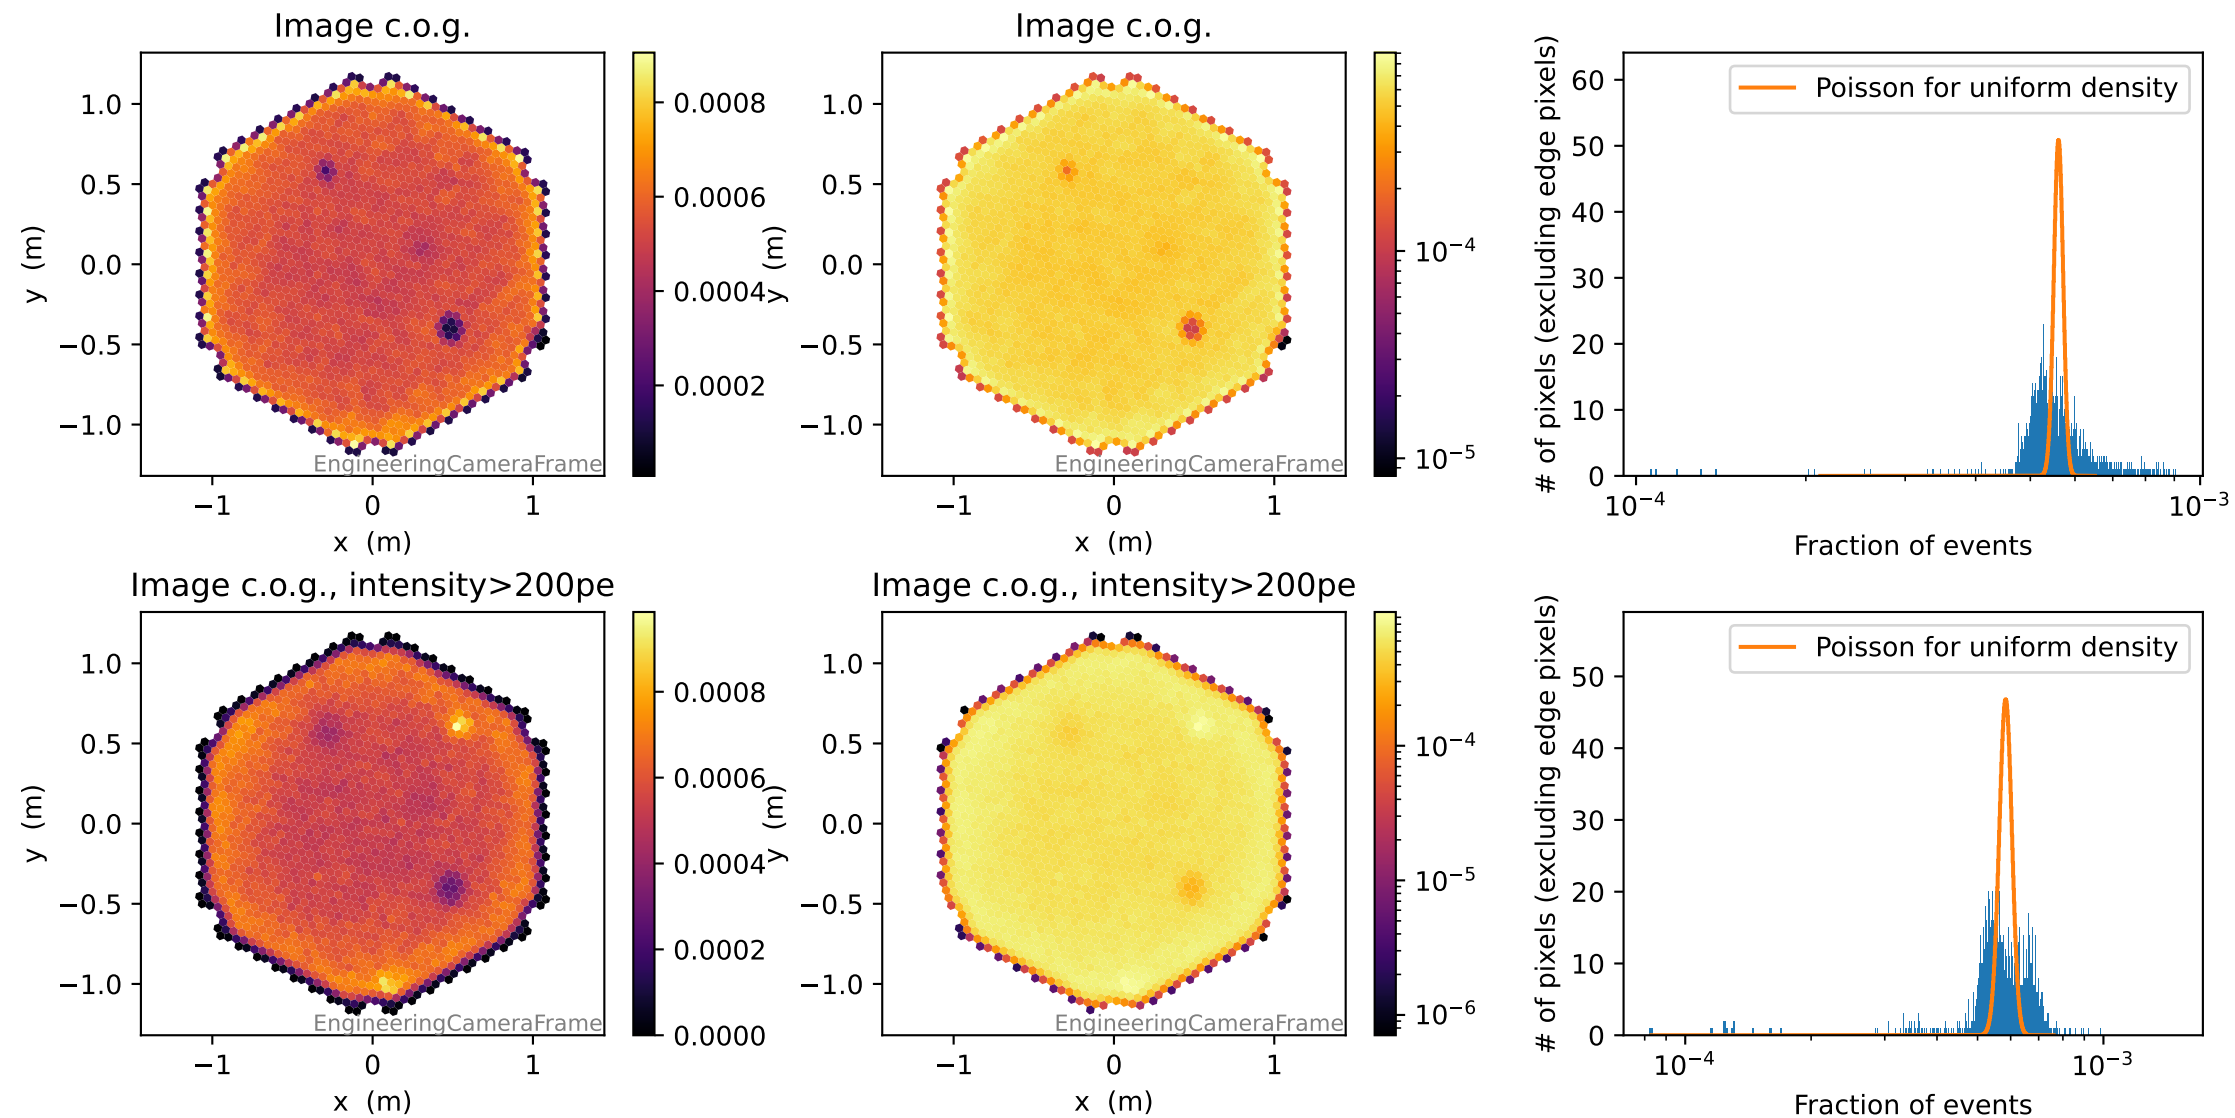 Image c.o.g.
1.0
0.5
0.0
−0.5
−1.0
y (m)
−1
0
1
x (m)
EngineeringCameraFrame
0.0008
0.0006
0.0004
0.0002
Image c.o.g.
1.0
0.5
0.0
−0.5
−1.0
y (m)
−1
0
1
x (m)
EngineeringCameraFrame
10⁻⁴
10⁻⁵
# of pixels (excluding edge pixels)
60
50
40
30
20
10
0
Poisson for uniform density
10⁻⁴
10⁻³
Fraction of events
Image c.o.g., intensity>200pe
1.0
0.5
0.0
−0.5
−1.0
y (m)
−1
0
1
x (m)
EngineeringCameraFrame
0.0008
0.0006
0.0004
0.0002
0.0000
Image c.o.g., intensity>200pe
1.0
0.5
0.0
−0.5
−1.0
y (m)
−1
0
1
x (m)
EngineeringCameraFrame
10⁻⁴
10⁻⁵
10⁻⁶
# of pixels (excluding edge pixels)
50
40
30
20
10
0
Poisson for uniform density
10⁻⁴
10⁻³
Fraction of events